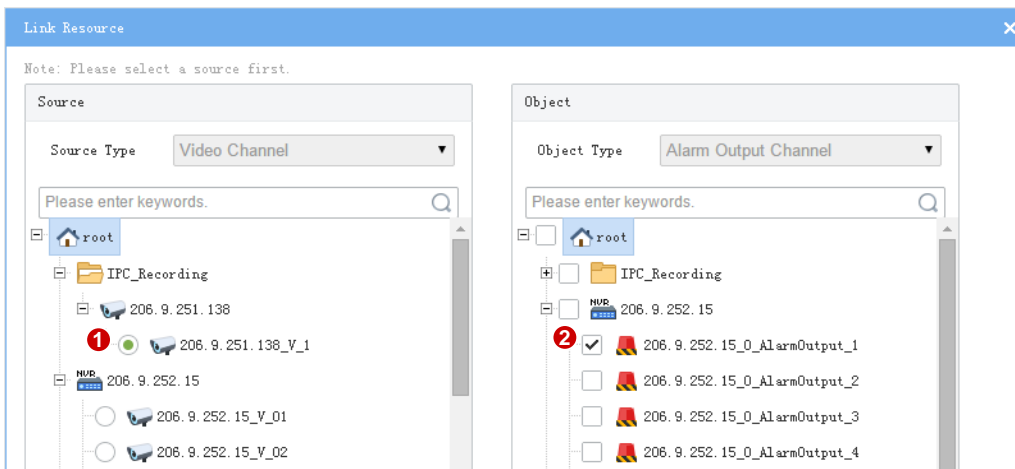 Link Resource
Note: Please select a source first.
Source
Source Type Video Channel
Please enter keywords.
root
IPC_Recording
206.9.251.138
1 206.9.251.138_V_1
NVR 206.9.252.15
206.9.252.15_V_01
206.9.252.15_V_02
Object
Object Type Alarm Output Channel
Please enter keywords.
root
IPC_Recording
NVR 206.9.252.15
2 206.9.252.15_0_AlarmOutput_1
206.9.252.15_0_AlarmOutput_2
206.9.252.15_0_AlarmOutput_3
206.9.252.15_0_AlarmOutput_4